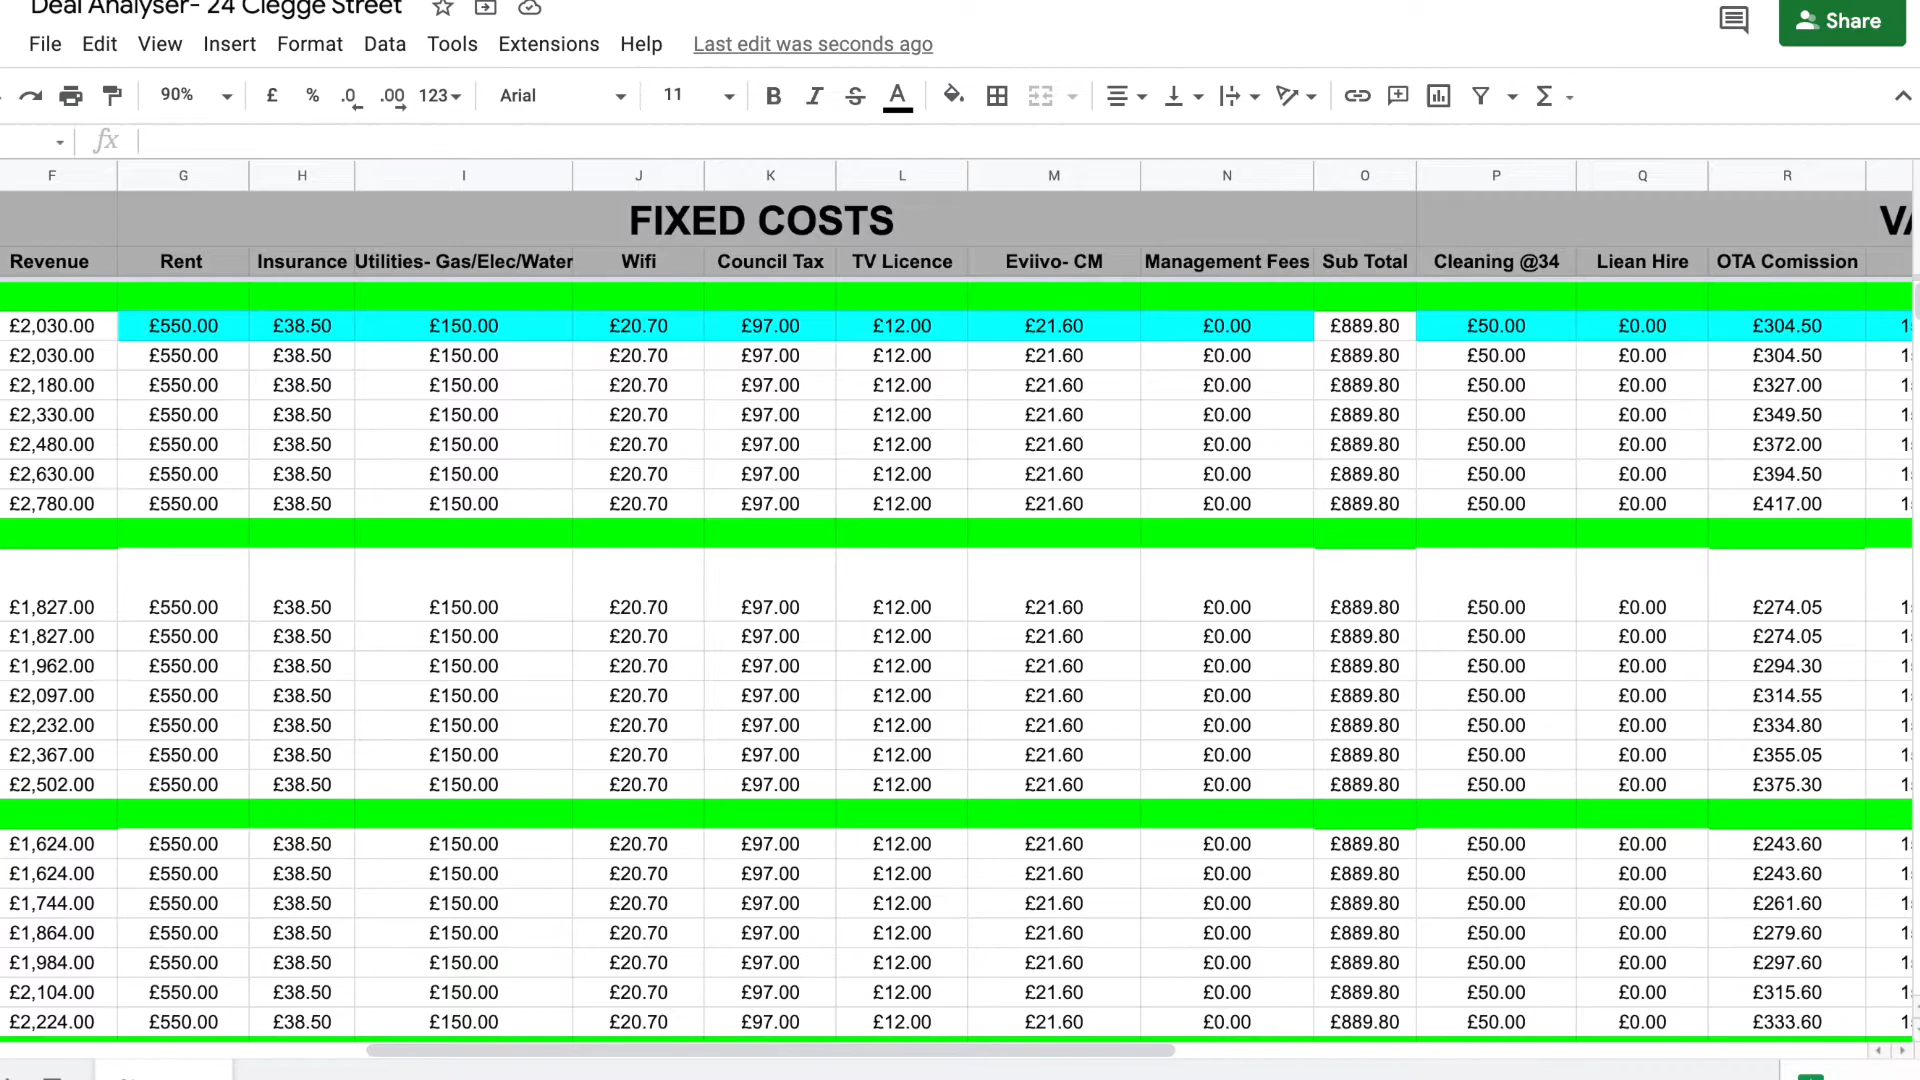 Deal Analyser- 24 Clegge Street
Share
File Edit View Insert Format Data Tools Extensions Help Last edit was seconds ago
90% £ % .0 .00 123 Arial 11 B I S A Σ
fx
F G H I J K L M N O P Q R
FIXED COSTS
Revenue Rent Insurance Utilities- Gas/Elec/Water Wifi Council Tax TV Licence Eviivo- CM Management Fees Sub Total Cleaning @34 Liean Hire OTA Comission
£2,030.00 £550.00 £38.50 £150.00 £20.70 £97.00 £12.00 £21.60 £0.00 £889.80 £50.00 £0.00 £304.50
£2,030.00 £550.00 £38.50 £150.00 £20.70 £97.00 £12.00 £21.60 £0.00 £889.80 £50.00 £0.00 £304.50
£2,180.00 £550.00 £38.50 £150.00 £20.70 £97.00 £12.00 £21.60 £0.00 £889.80 £50.00 £0.00 £327.00
£2,330.00 £550.00 £38.50 £150.00 £20.70 £97.00 £12.00 £21.60 £0.00 £889.80 £50.00 £0.00 £349.50
£2,480.00 £550.00 £38.50 £150.00 £20.70 £97.00 £12.00 £21.60 £0.00 £889.80 £50.00 £0.00 £372.00
£2,630.00 £550.00 £38.50 £150.00 £20.70 £97.00 £12.00 £21.60 £0.00 £889.80 £50.00 £0.00 £394.50
£2,780.00 £550.00 £38.50 £150.00 £20.70 £97.00 £12.00 £21.60 £0.00 £889.80 £50.00 £0.00 £417.00
£1,827.00 £550.00 £38.50 £150.00 £20.70 £97.00 £12.00 £21.60 £0.00 £889.80 £50.00 £0.00 £274.05
£1,827.00 £550.00 £38.50 £150.00 £20.70 £97.00 £12.00 £21.60 £0.00 £889.80 £50.00 £0.00 £274.05
£1,962.00 £550.00 £38.50 £150.00 £20.70 £97.00 £12.00 £21.60 £0.00 £889.80 £50.00 £0.00 £294.30
£2,097.00 £550.00 £38.50 £150.00 £20.70 £97.00 £12.00 £21.60 £0.00 £889.80 £50.00 £0.00 £314.55
£2,232.00 £550.00 £38.50 £150.00 £20.70 £97.00 £12.00 £21.60 £0.00 £889.80 £50.00 £0.00 £334.80
£2,367.00 £550.00 £38.50 £150.00 £20.70 £97.00 £12.00 £21.60 £0.00 £889.80 £50.00 £0.00 £355.05
£2,502.00 £550.00 £38.50 £150.00 £20.70 £97.00 £12.00 £21.60 £0.00 £889.80 £50.00 £0.00 £375.30
£1,624.00 £550.00 £38.50 £150.00 £20.70 £97.00 £12.00 £21.60 £0.00 £889.80 £50.00 £0.00 £243.60
£1,624.00 £550.00 £38.50 £150.00 £20.70 £97.00 £12.00 £21.60 £0.00 £889.80 £50.00 £0.00 £243.60
£1,744.00 £550.00 £38.50 £150.00 £20.70 £97.00 £12.00 £21.60 £0.00 £889.80 £50.00 £0.00 £261.60
£1,864.00 £550.00 £38.50 £150.00 £20.70 £97.00 £12.00 £21.60 £0.00 £889.80 £50.00 £0.00 £279.60
£1,984.00 £550.00 £38.50 £150.00 £20.70 £97.00 £12.00 £21.60 £0.00 £889.80 £50.00 £0.00 £297.60
£2,104.00 £550.00 £38.50 £150.00 £20.70 £97.00 £12.00 £21.60 £0.00 £889.80 £50.00 £0.00 £315.60
£2,224.00 £550.00 £38.50 £150.00 £20.70 £97.00 £12.00 £21.60 £0.00 £889.80 £50.00 £0.00 £333.60